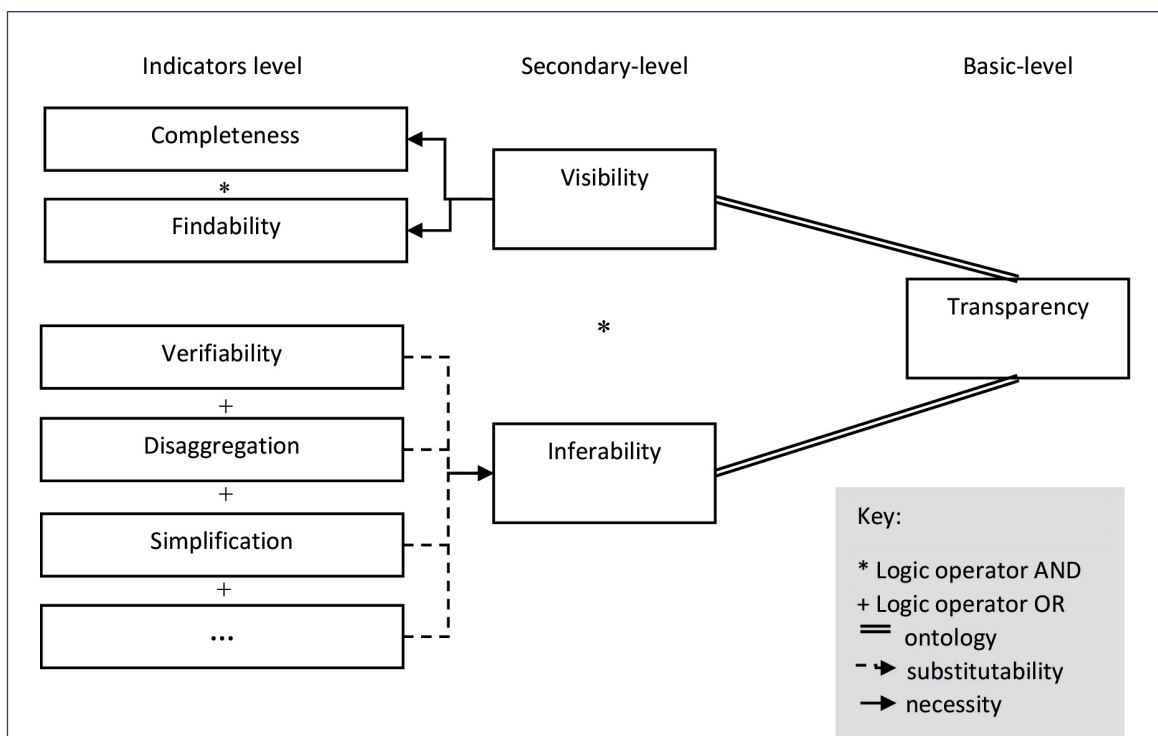 Indicators level
Secondary-level
Basic-level
Completeness
*
Findability
Visibility
Transparency
*
Verifiability
+
Disaggregation
+
Simplification
+
...
Inferability
Key:
* Logic operator AND
+ Logic operator OR
ontology
substitutability
necessity